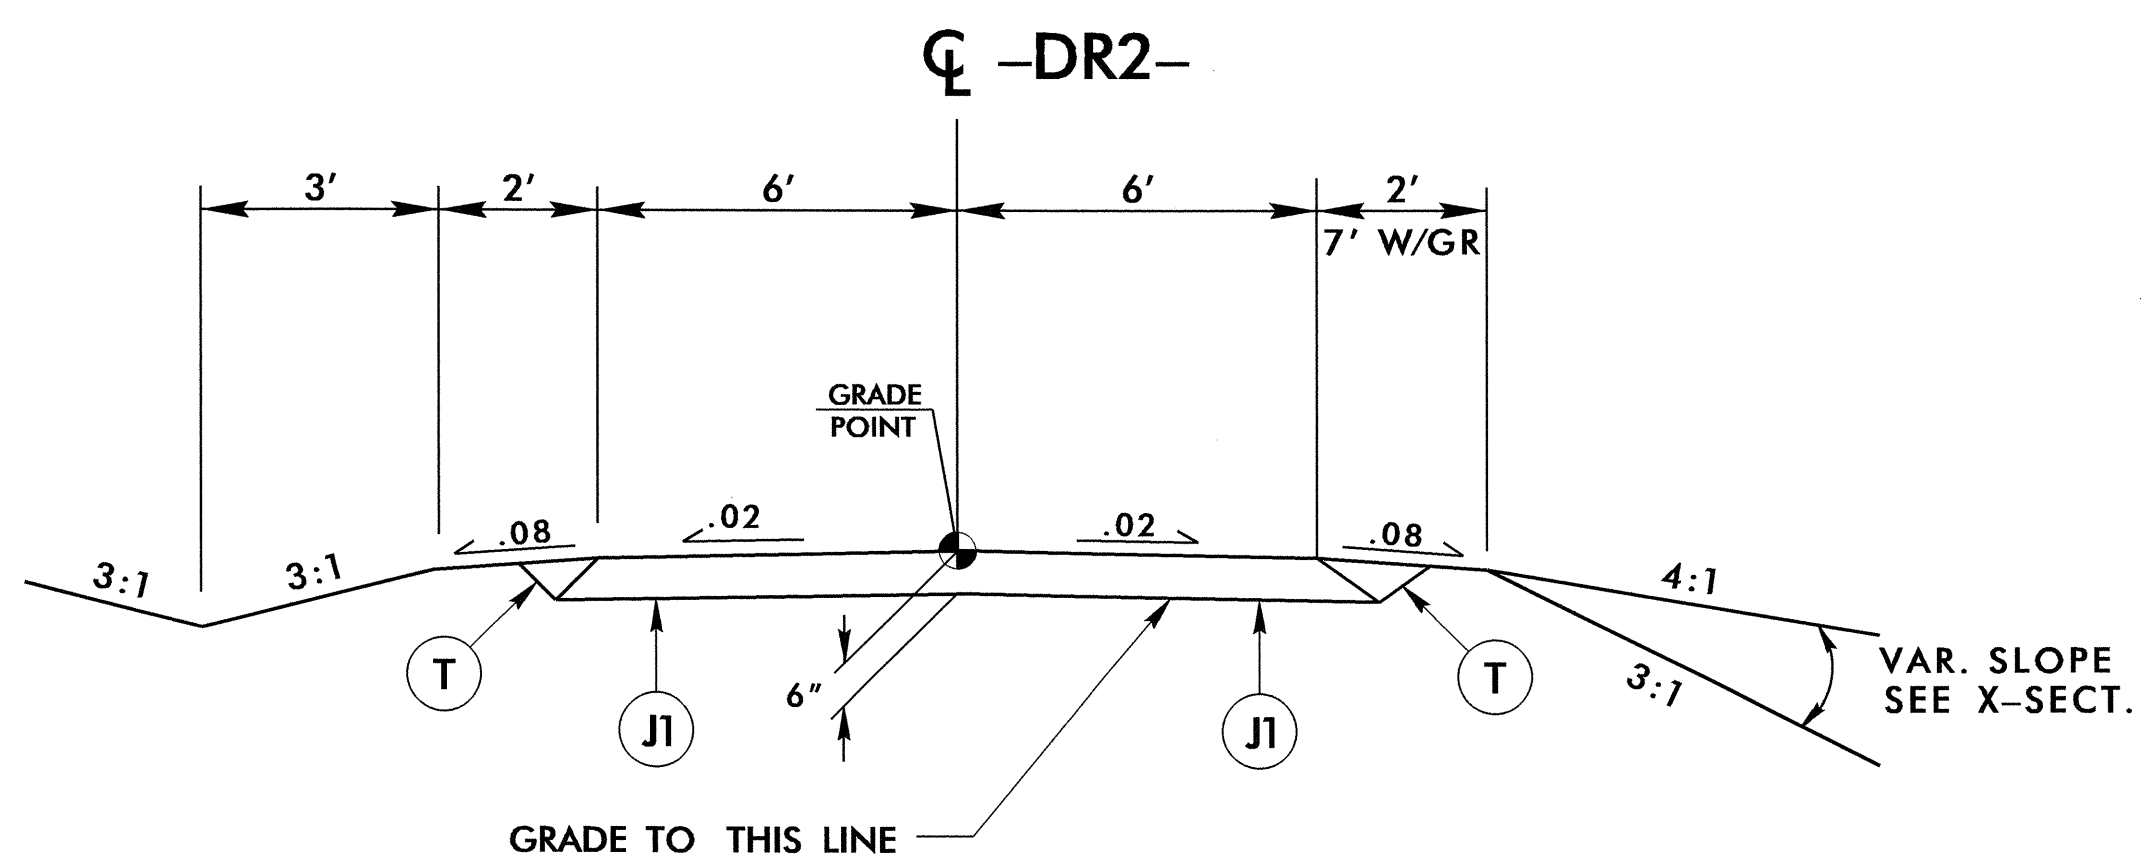 ℄ –DR2–
3' 2' 6' 6' 2'
7' W/GR
GRADE
POINT
.08 .02 .02 .08
3:1 3:1 4:1
3:1
VAR. SLOPE
SEE X–SECT.
T T
6"
J1 J1
GRADE TO THIS LINE